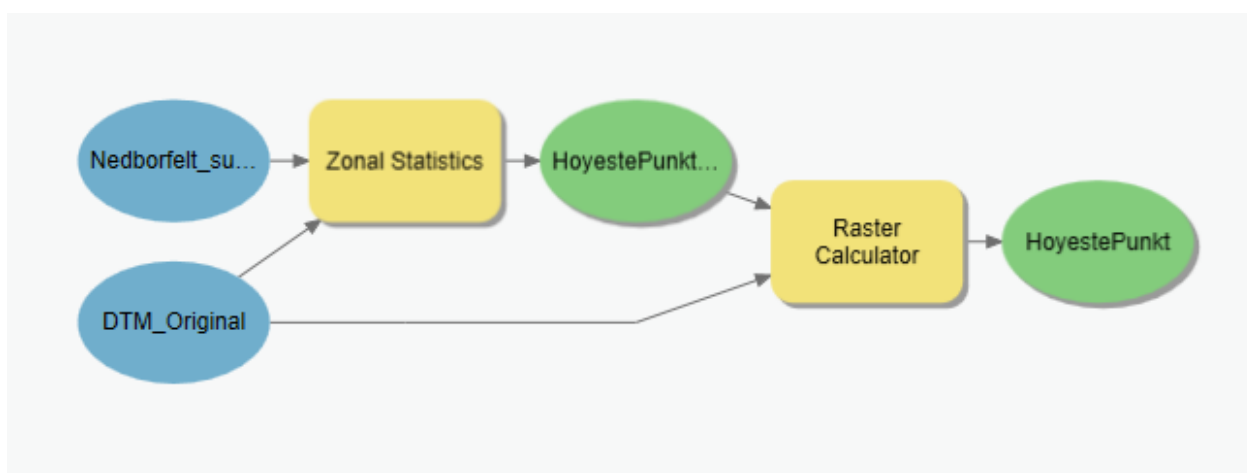 Nedborfelt_su...
Zonal Statistics
HoyestePunkt...
DTM_Original
Raster
Calculator
HoyestePunkt